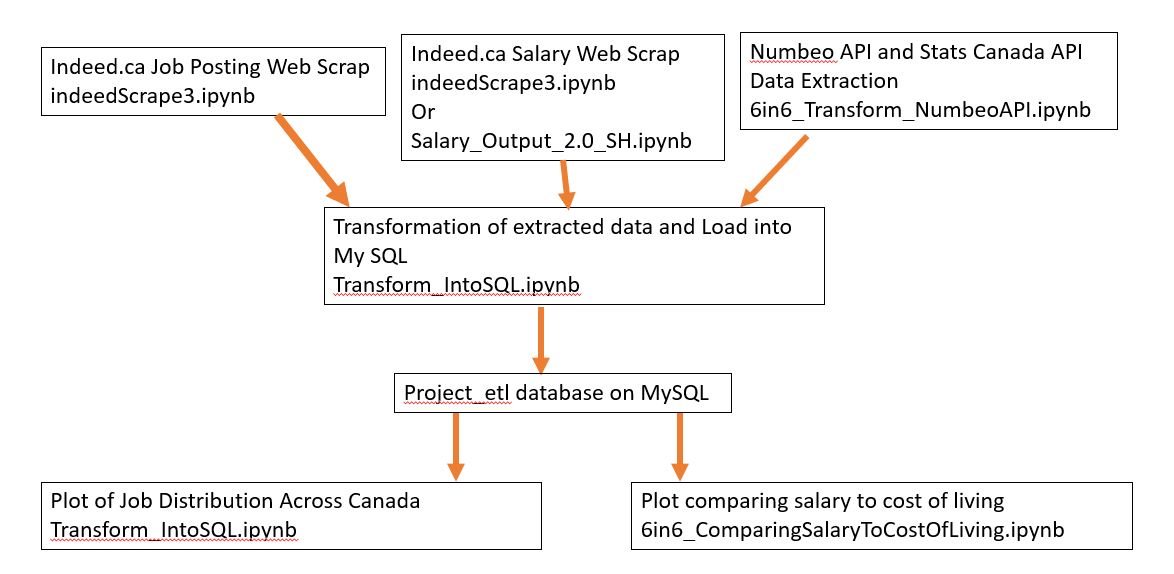 Indeed.ca Job Posting Web Scrap
indeedScrape3.ipynb
Indeed.ca Salary Web Scrap
indeedScrape3.ipynb
Or
Salary_Output_2.0_SH.ipynb
Numbeo API and Stats Canada API
Data Extraction
6in6_Transform_NumbeoAPI.ipynb
Transformation of extracted data and Load into
My SQL
Transform_IntoSQL.ipynb
Project_etl database on MySQL
Plot of Job Distribution Across Canada
Transform_IntoSQL.ipynb
Plot comparing salary to cost of living
6in6_ComparingSalaryToCostOfLiving.ipynb